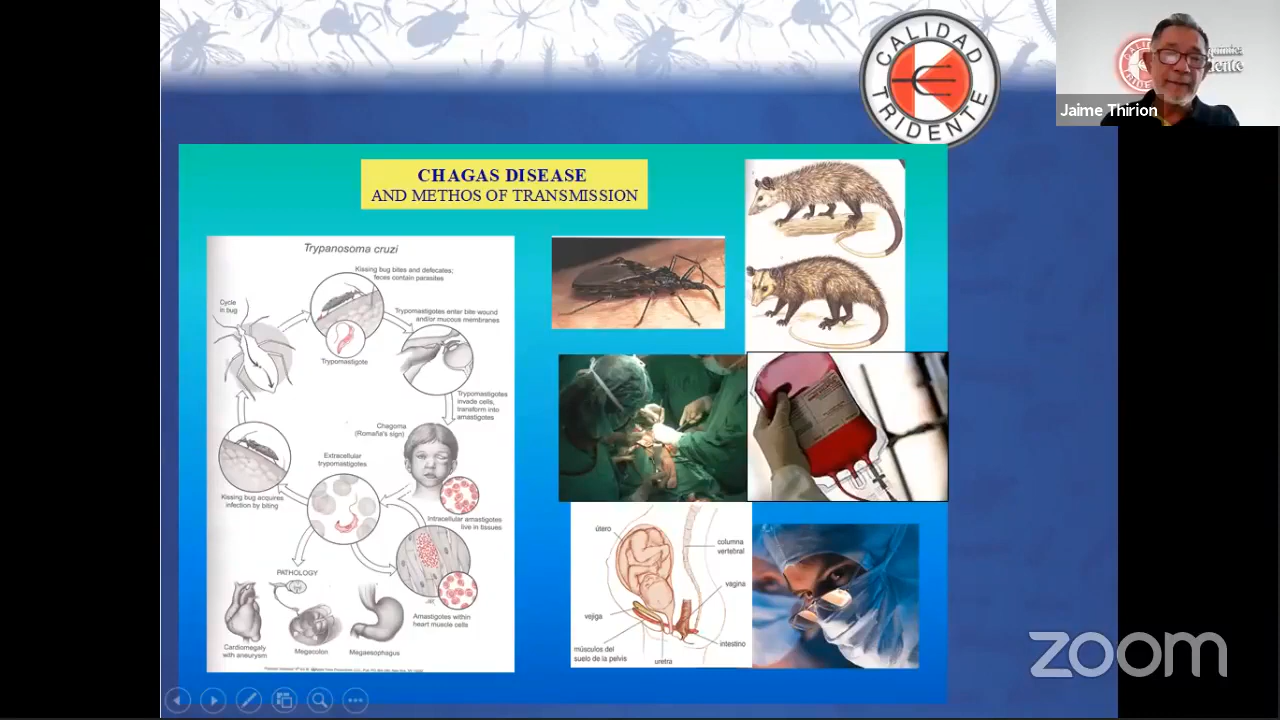 CALIDAD
TRIDENTE
Jaime Thirion
CHAGAS DISEASE
AND METHOS OF TRANSMISSION
Trypanosoma cruzi
Kissing bug bites and defecates;
feces contain parasites
Cycle
in bug
Trypomastigotes enter bite wound
and/or mucous membranes
Trypomastigote
Trypomastigotes
invade cells,
transform into
amastigotes
Chagoma
(Romaña's sign)
Extracellular
trypomastigotes
Kissing bug acquires
infection by biting
Intracellular amastigotes
live in tissues
PATHOLOGY
Amastigotes within
heart muscle cells
Cardiomegaly
with aneurysm
Megacolon
Megaesophagus
útero
columna
vertebral
vagina
vejiga
intestino
músculos del
suelo de la pelvis
uretra
zoom